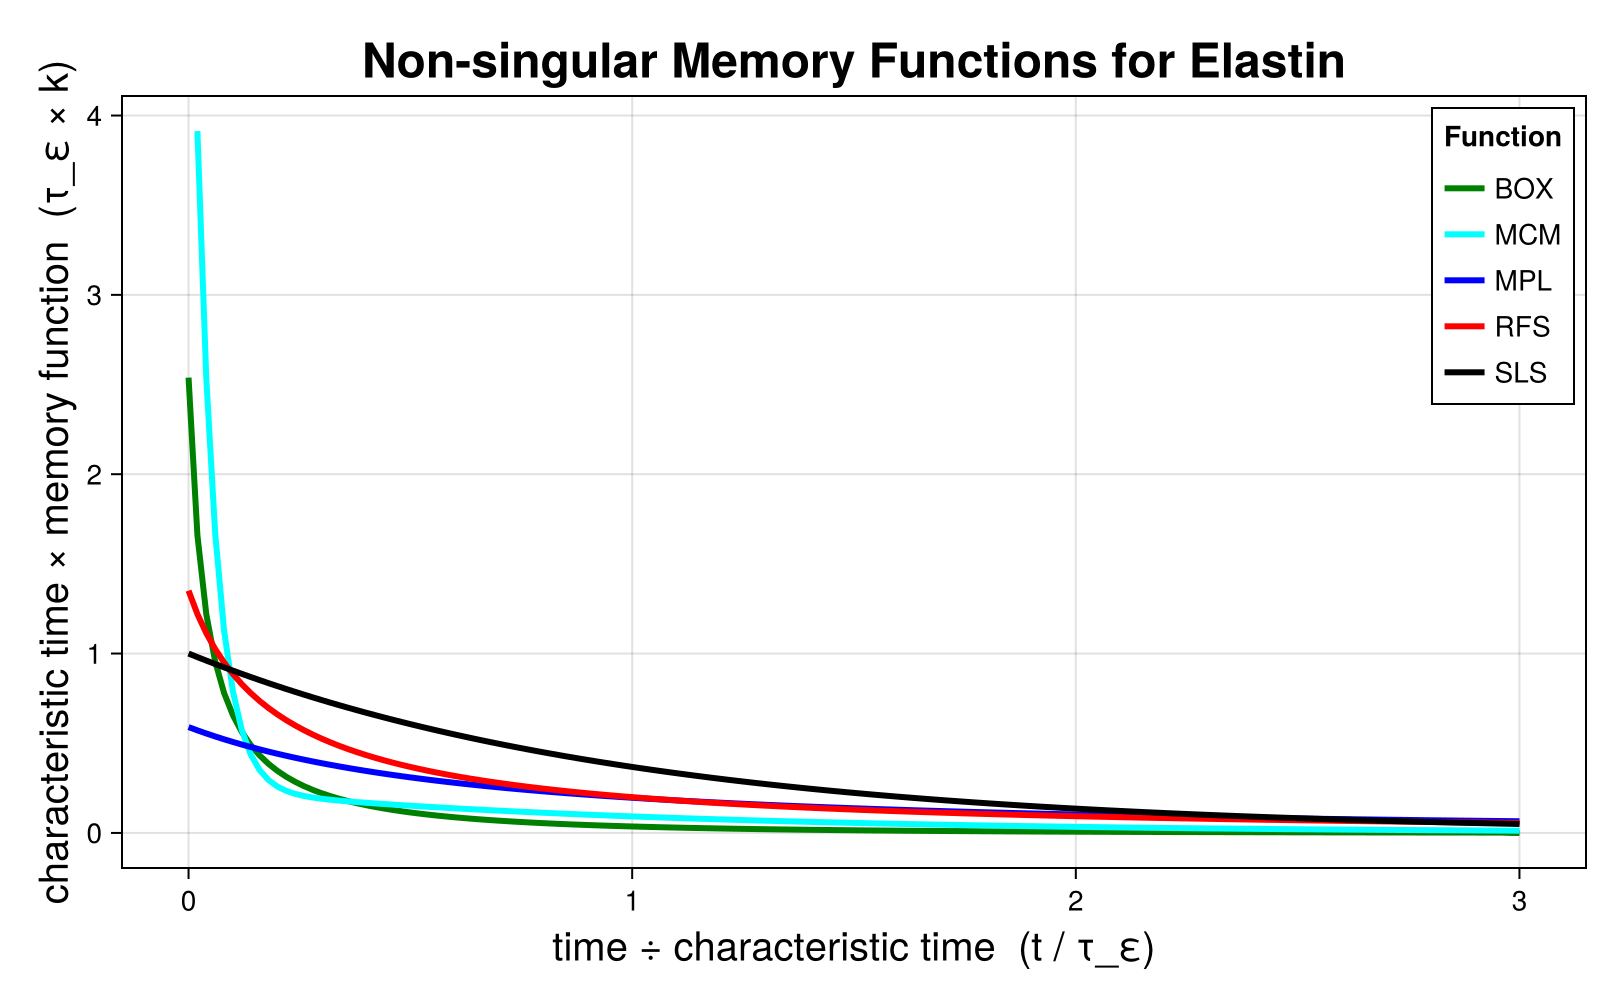 Non-singular Memory Functions for Elastin
characteristic time × memory function (τ_ε × k)
4
3
2
1
0
0
1
2
3
time ÷ characteristic time (t / τ_ε)
Function
BOX
MCM
MPL
RFS
SLS